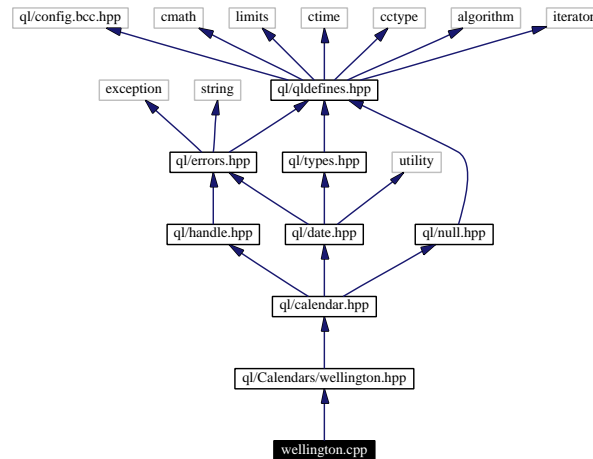 ql/config.bcc.hpp cmath limits ctime cctype algorithm iterator
exception string ql/qldefines.hpp
ql/errors.hpp ql/types.hpp utility
ql/handle.hpp ql/date.hpp ql/null.hpp
ql/calendar.hpp
ql/Calendars/wellington.hpp
wellington.cpp